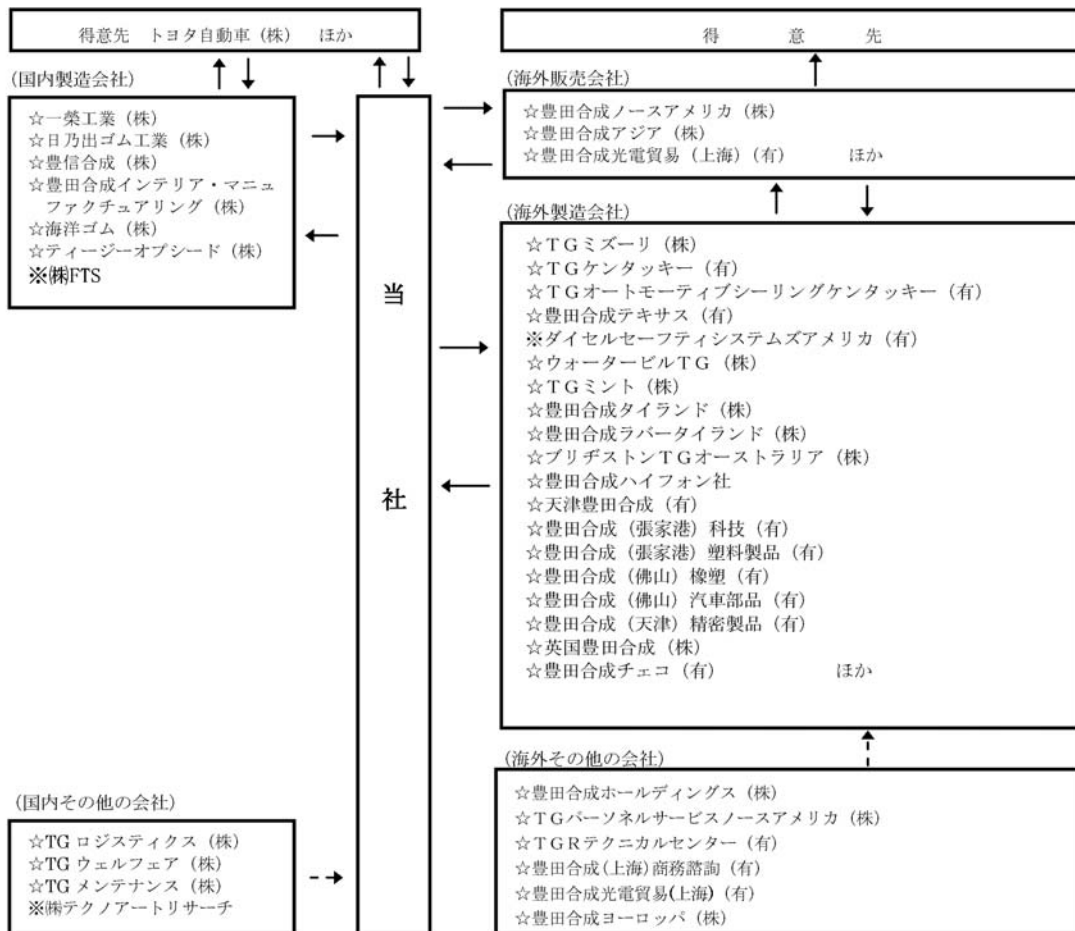 得意先 トヨタ自動車（株） ほか
(国内製造会社)
☆一榮工業（株）
☆日乃出ゴム工業（株）
☆豊信合成（株）
☆豊田合成インテリア・マニュ
ファクチュアリング（株）
☆海洋ゴム（株）
☆ティージーオプシード（株）
※㈱FTS
当
社
(国内その他の会社)
☆TG ロジスティクス（株）
☆TG ウェルフェア（株）
☆TG メンテナンス（株）
※㈱テクノアートリサーチ
得 意 先
(海外販売会社)
☆豊田合成ノースアメリカ（株）
☆豊田合成アジア（株）
☆豊田合成光電貿易（上海）（有） ほか
(海外製造会社)
☆ＴＧミズーリ（株）
☆ＴＧケンタッキー（有）
☆ＴＧオートモーティブシーリングケンタッキー（有）
☆豊田合成テキサス（有）
※ダイセルセーフティシステムズアメリカ（有）
☆ウォータービルＴＧ（株）
☆ＴＧミント（株）
☆豊田合成タイランド（株）
☆豊田合成ラバータイランド（株）
☆ブリヂストンＴＧオーストラリア（株）
☆豊田合成ハイフォン社
☆天津豊田合成（有）
☆豊田合成（張家港）科技（有）
☆豊田合成（張家港）塑料製品（有）
☆豊田合成（佛山）橡塑（有）
☆豊田合成（佛山）汽車部品（有）
☆豊田合成（天津）精密製品（有）
☆英国豊田合成（株）
☆豊田合成チェコ（有） ほか
(海外その他の会社)
☆豊田合成ホールディングス（株）
☆ＴＧパーソネルサービスノースアメリカ（株）
☆ＴＧＲテクニカルセンター（有）
☆豊田合成(上海)商務諮詢（有）
☆豊田合成光電貿易(上海)（有）
☆豊田合成ヨーロッパ（株）